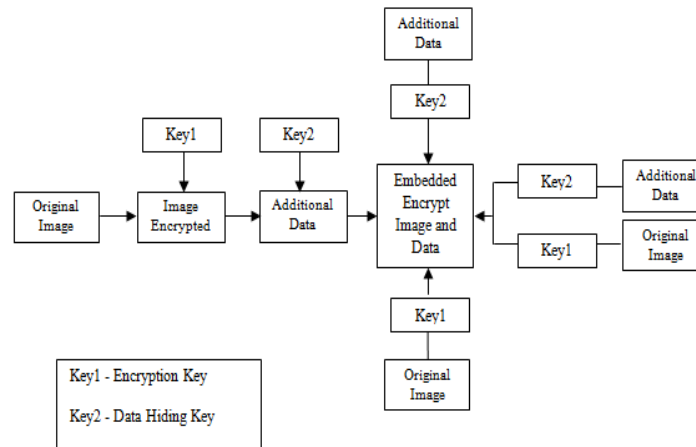 Additional
Data
Key2
Key1
Key2
Original
Image
Image
Encrypted
Additional
Data
Embedded
Encrypt
Image and
Data
Key2
Additional
Data
Key1
Original
Image
Key1
Original
Image
Key1 - Encryption Key
Key2 - Data Hiding Key